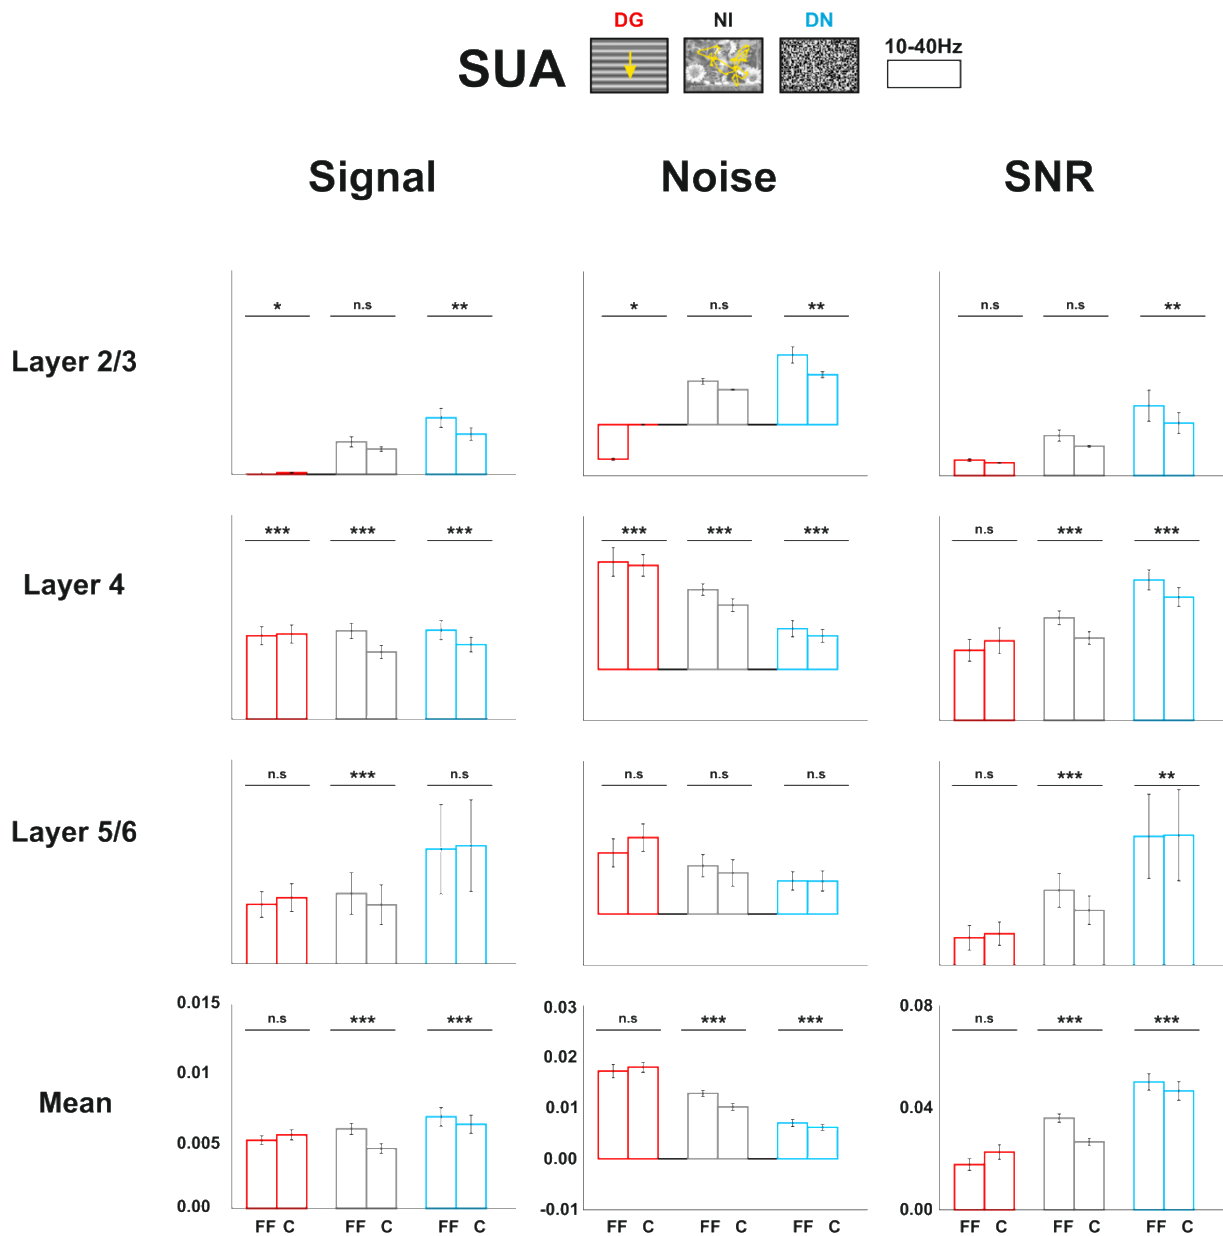 DG NI DN
SUA 10-40Hz
Signal Noise SNR
* n.s ** * n.s ** n.s n.s **
Layer 2/3
*** *** *** *** *** *** n.s *** ***
Layer 4
n.s *** n.s n.s n.s n.s n.s *** **
Layer 5/6
0.015 0.03 0.08
n.s *** *** n.s *** *** n.s *** ***
0.02
0.01
Mean
0.01 0.04
0.005
0.00
0.00 -0.01 0.00
FF C FF C FF C FF C FF C FF C FF C FF C FF C